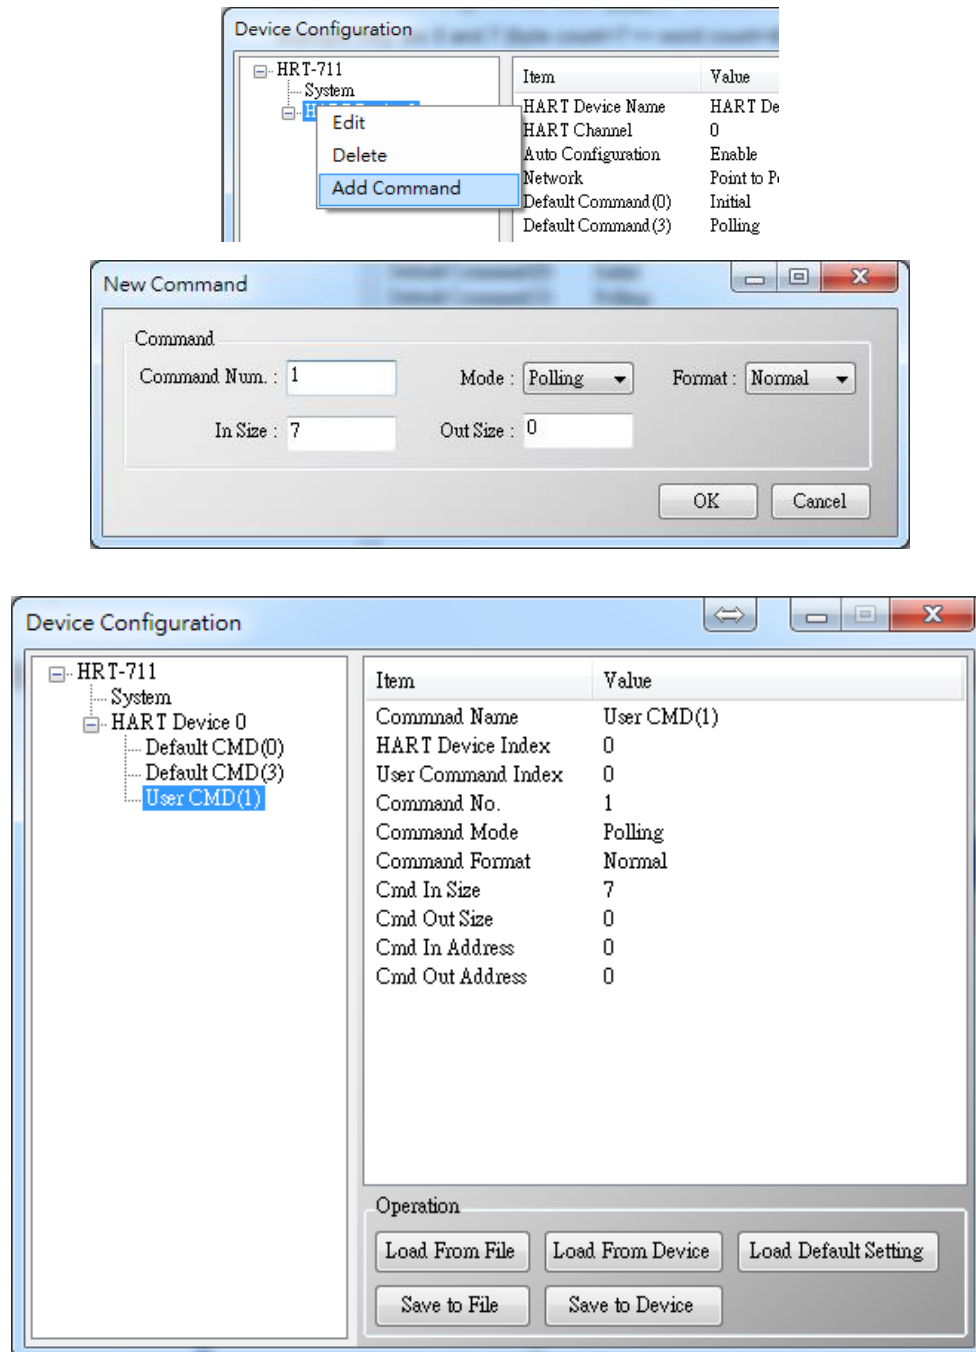 Device Configuration
HRT-711
System
Edit
Delete
Add Command
Item Value
HART Device Name HART De
HART Channel 0
Auto Configuration Enable
Network Point to P
Default Command(0) Initial
Default Command(3) Polling
New Command
Command
Command Num. : 1 Mode : Polling Format : Normal
In Size : 7 Out Size : 0
OK Cancel
Device Configuration
HRT-711
System
HART Device 0
Default CMD(0)
Default CMD(3)
User CMD(1)
Item Value
Commnad Name User CMD(1)
HART Device Index 0
User Command Index 0
Command No. 1
Command Mode Polling
Command Format Normal
Cmd In Size 7
Cmd Out Size 0
Cmd In Address 0
Cmd Out Address 0
Operation
Load From File Load From Device Load Default Setting
Save to File Save to Device